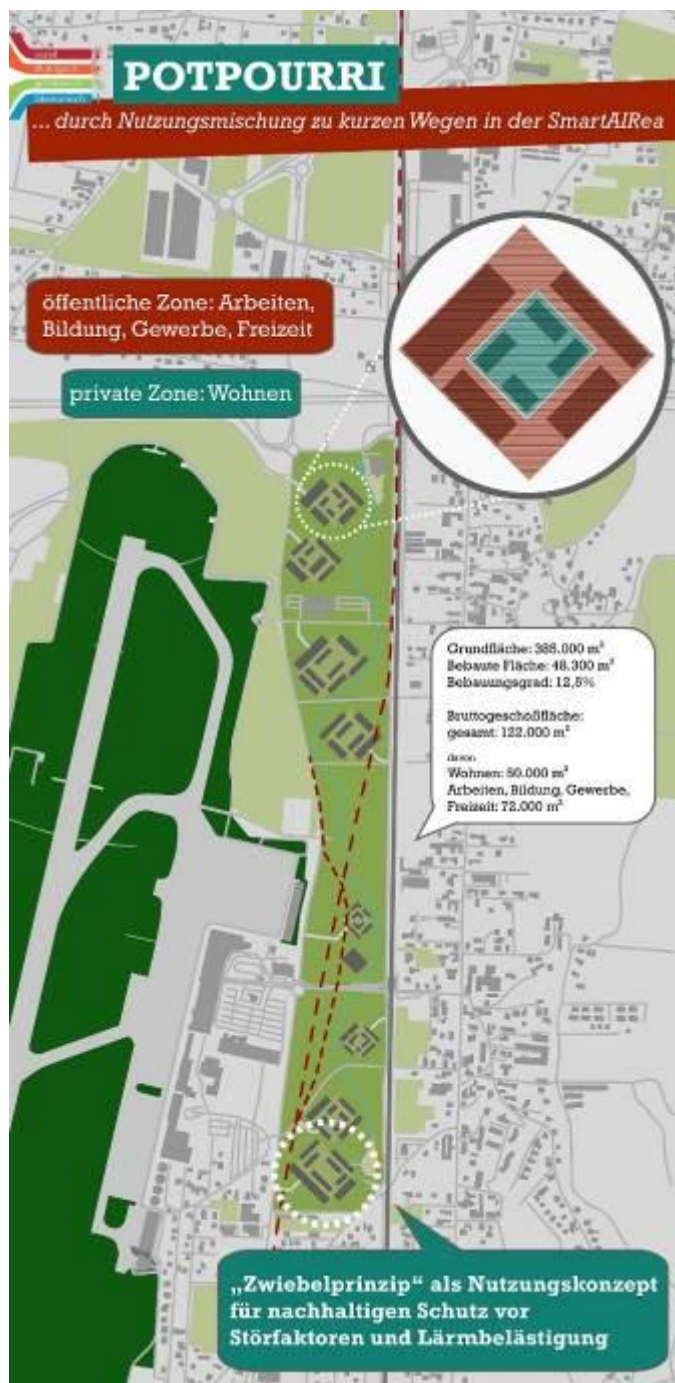 POTPOURRI
... durch Nutzungsmischung zu kurzen Wegen in der SmartAIRea
öffentliche Zone: Arbeiten,
Bildung, Gewerbe, Freizeit
private Zone: Wohnen
Grundfläche: 385.000 m²
Bebaute Fläche: 48.300 m²
Bebauungsgrad: 12,5%
Bruttogeschoßfläche:
gesamt: 122.000 m²
davon
Wohnen: 50.000 m²
Arbeiten, Bildung, Gewerbe,
Freizeit: 72.000 m²
„Zwiebelprinzip“ als Nutzungskonzept
für nachhaltigen Schutz vor
Störfaktoren und Lärmbelästigung